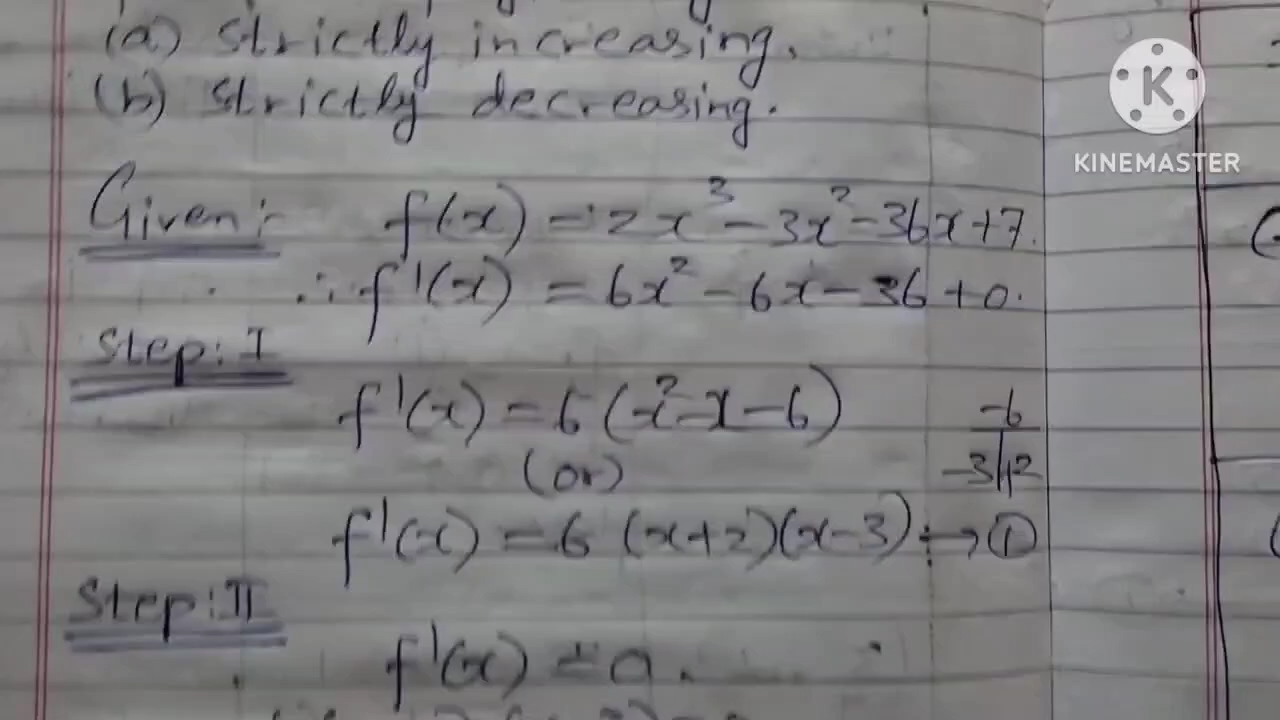 (a) strictly increasing.
(b) strictly decreasing.
K
KINEMASTER
Given:- f(x) = 2x³ - 3x² - 36x + 7.
∴ f'(x) = 6x² - 6x - 36 + 0.
Step: I
f'(x) = 6 (x² - x - 6)
-6
(or)
-3 | +2
f'(x) = 6 (x+2)(x-3) → ①
Step: II
f'(x) = 0.